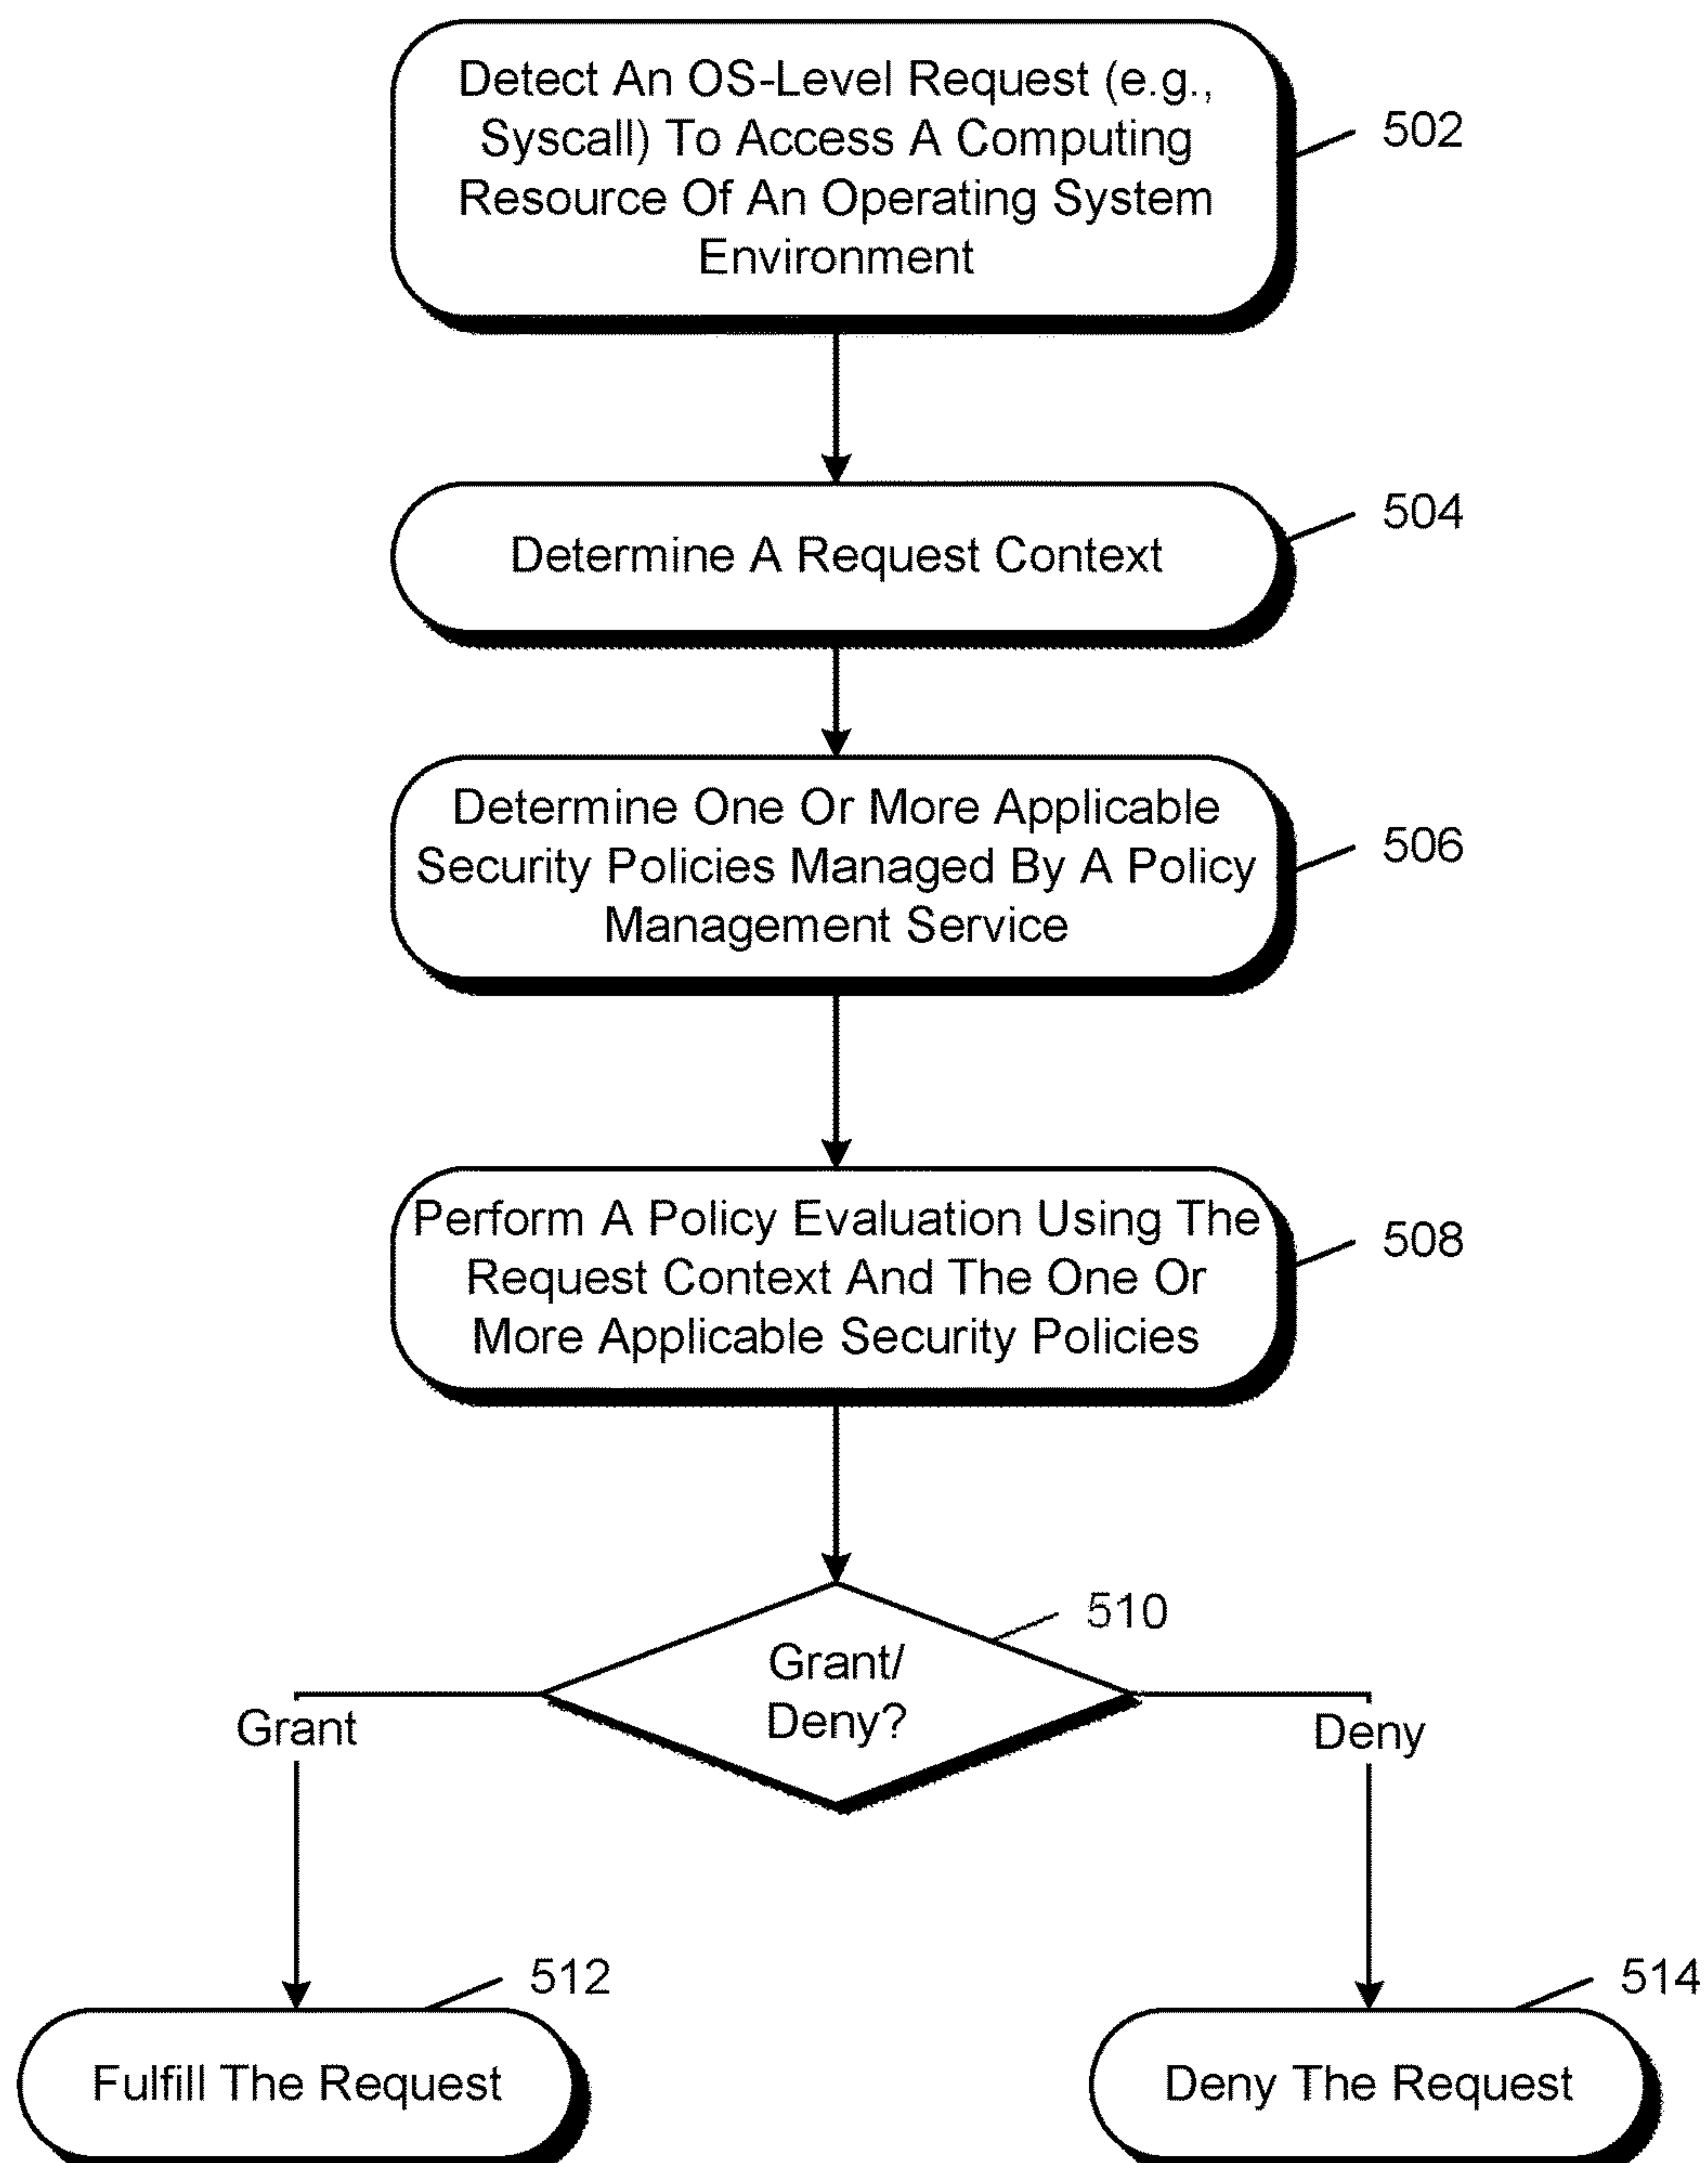 Detect An OS-Level Request (e.g.,
Syscall) To Access A Computing
Resource Of An Operating System
Environment
502
Determine A Request Context
504
Determine One Or More Applicable
Security Policies Managed By A Policy
Management Service
506
Perform A Policy Evaluation Using The
Request Context And The One Or
More Applicable Security Policies
508
Grant/
Deny?
510
Grant
Deny
Fulfill The Request
512
Deny The Request
514